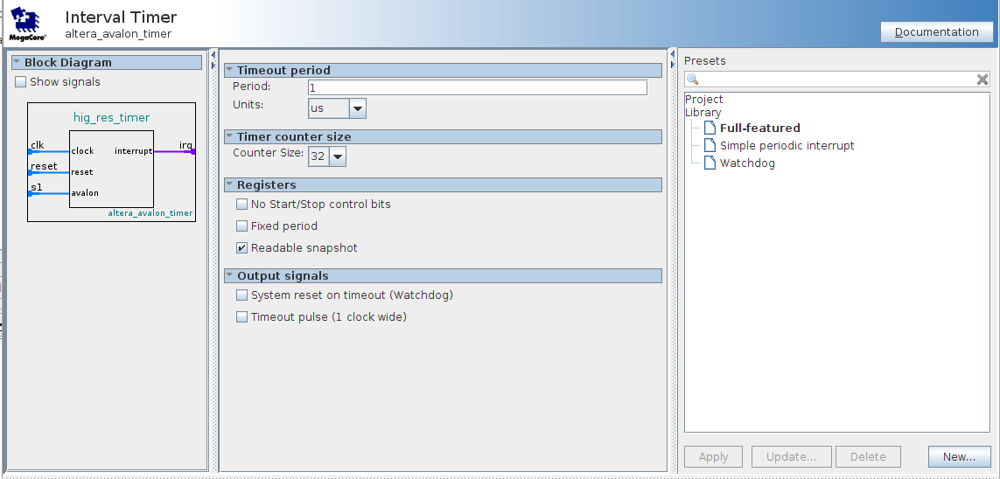 Interval Timer
altera_avalon_timer
MegaCore®
Documentation
Block Diagram
Show signals
hig_res_timer
clk
clock
interrupt
irq
reset
reset
s1
avalon
altera_avalon_timer
Timeout period
Period: 1
Units: us
Timer counter size
Counter Size: 32
Registers
No Start/Stop control bits
Fixed period
Readable snapshot
Output signals
System reset on timeout (Watchdog)
Timeout pulse (1 clock wide)
Presets
Project
Library
Full-featured
Simple periodic interrupt
Watchdog
Apply Update... Delete New...